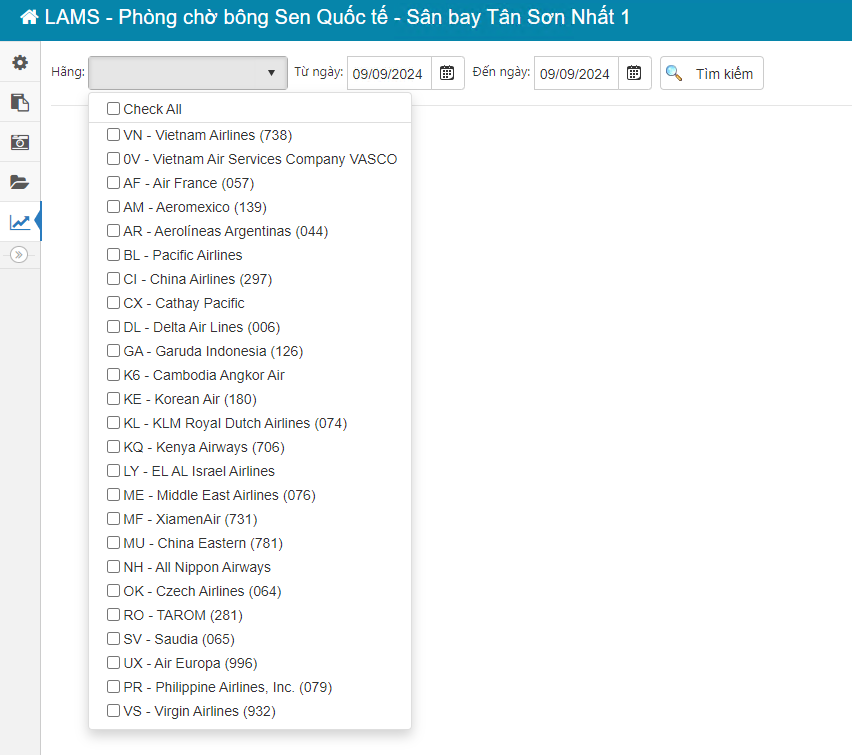 LAMS - Phòng chờ bông Sen Quốc tế - Sân bay Tân Sơn Nhất 1
Hãng: Từ ngày: 09/09/2024 Đến ngày: 09/09/2024 Tìm kiếm
Check All
VN - Vietnam Airlines (738)
0V - Vietnam Air Services Company VASCO
AF - Air France (057)
AM - Aeromexico (139)
AR - Aerolíneas Argentinas (044)
BL - Pacific Airlines
CI - China Airlines (297)
CX - Cathay Pacific
DL - Delta Air Lines (006)
GA - Garuda Indonesia (126)
K6 - Cambodia Angkor Air
KE - Korean Air (180)
KL - KLM Royal Dutch Airlines (074)
KQ - Kenya Airways (706)
LY - EL AL Israel Airlines
ME - Middle East Airlines (076)
MF - XiamenAir (731)
MU - China Eastern (781)
NH - All Nippon Airways
OK - Czech Airlines (064)
RO - TAROM (281)
SV - Saudia (065)
UX - Air Europa (996)
PR - Philippine Airlines, Inc. (079)
VS - Virgin Airlines (932)